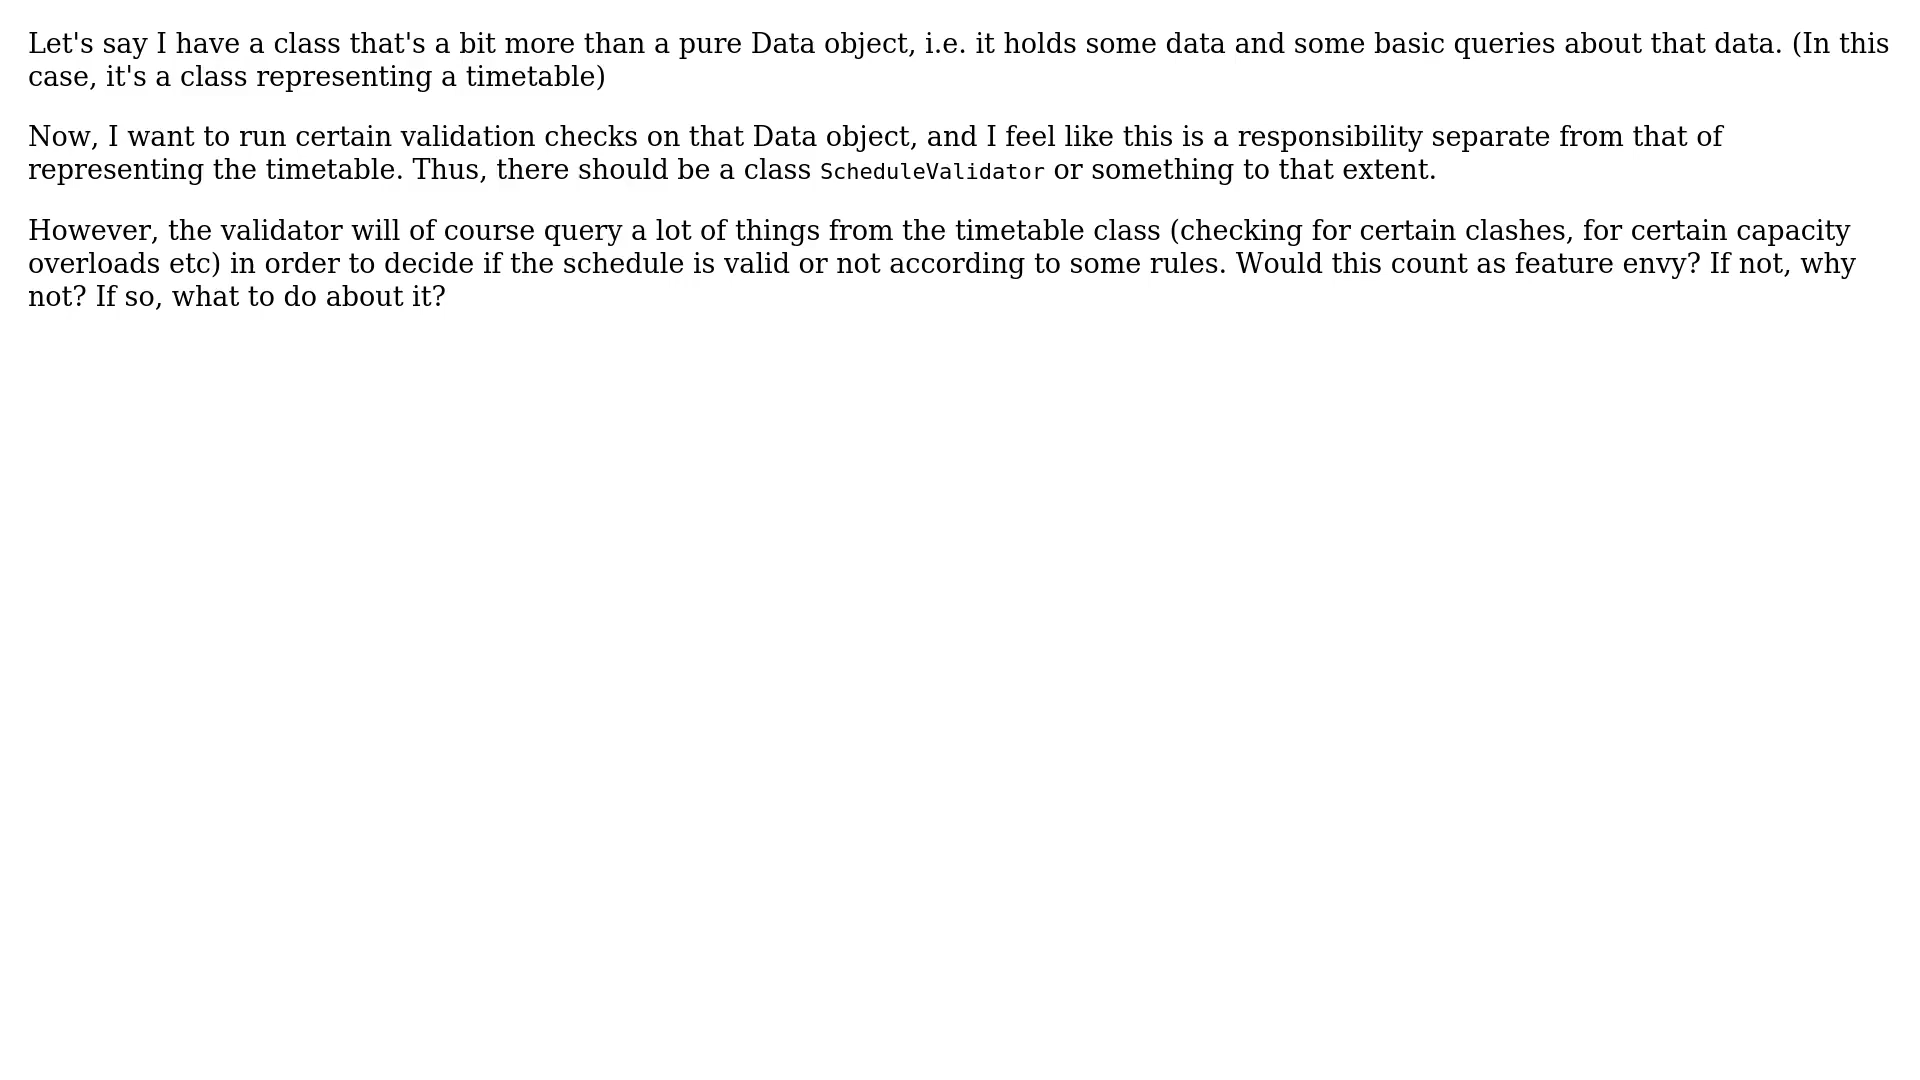 Let's say I have a class that's a bit more than a pure Data object, i.e. it holds some data and some basic queries about that data. (In this
case, it's a class representing a timetable)
Now, I want to run certain validation checks on that Data object, and I feel like this is a responsibility separate from that of
representing the timetable. Thus, there should be a class ScheduleValidator or something to that extent.
However, the validator will of course query a lot of things from the timetable class (checking for certain clashes, for certain capacity
overloads etc) in order to decide if the schedule is valid or not according to some rules. Would this count as feature envy? If not, why
not? If so, what to do about it?